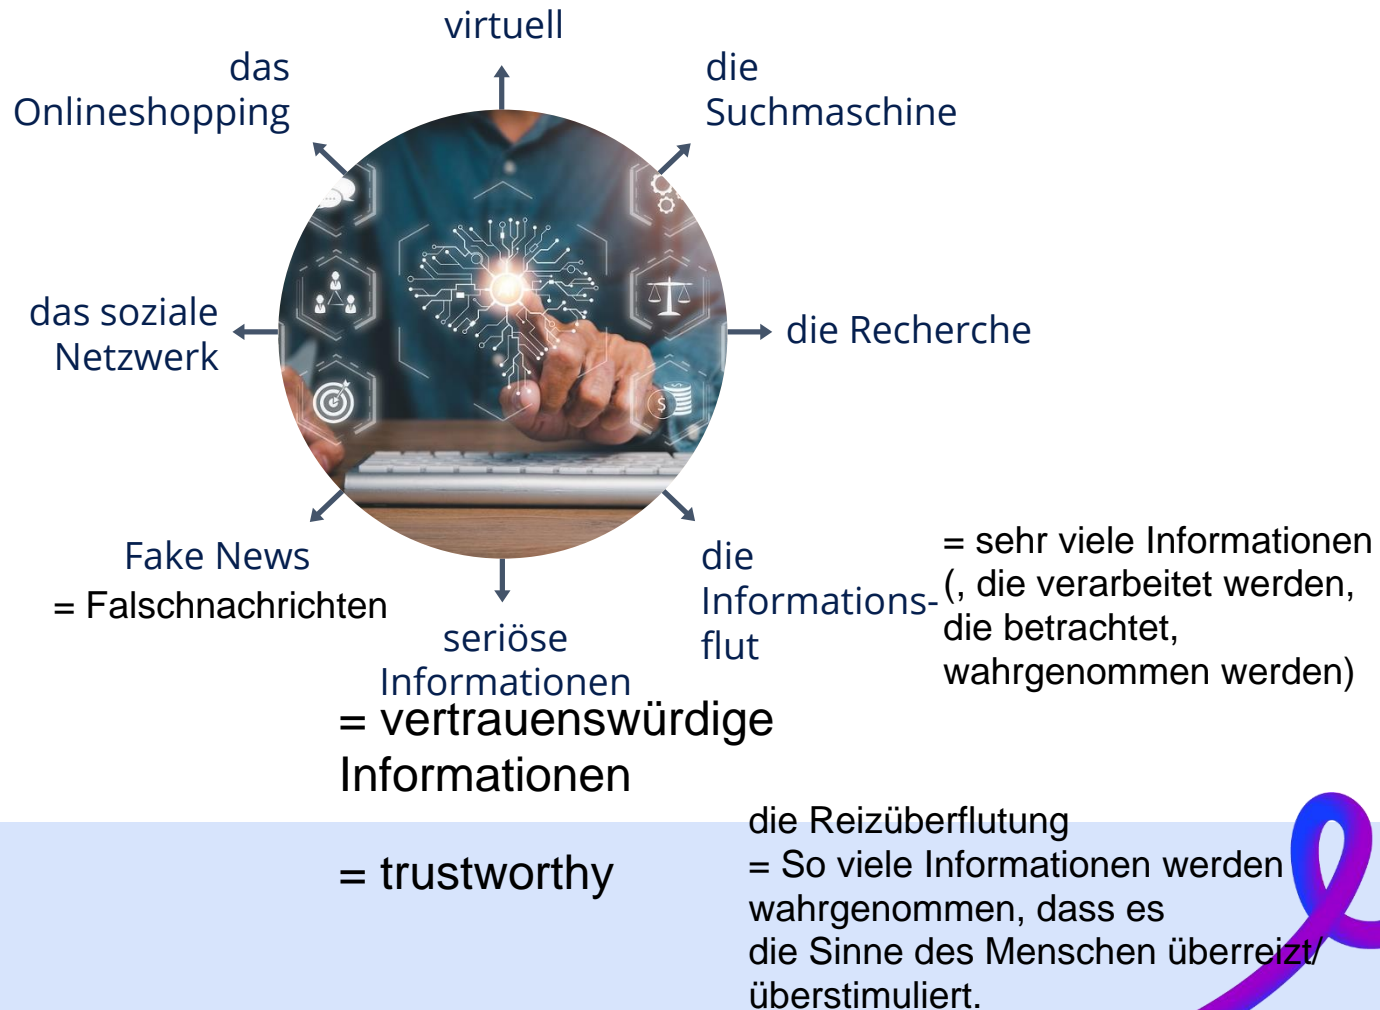 virtuell
das
Onlineshopping
die
Suchmaschine
das soziale
Netzwerk
die Recherche
Fake News
= Falschnachrichten
seriöse
Informationen
= vertrauenswürdige
Informationen
= trustworthy
die
Informations-
flut
= sehr viele Informationen
(, die verarbeitet werden,
die betrachtet,
wahrgenommen werden)
die Reizüberflutung
= So viele Informationen werden
wahrgenommen, dass es
die Sinne des Menschen überreizt/
überstimuliert.